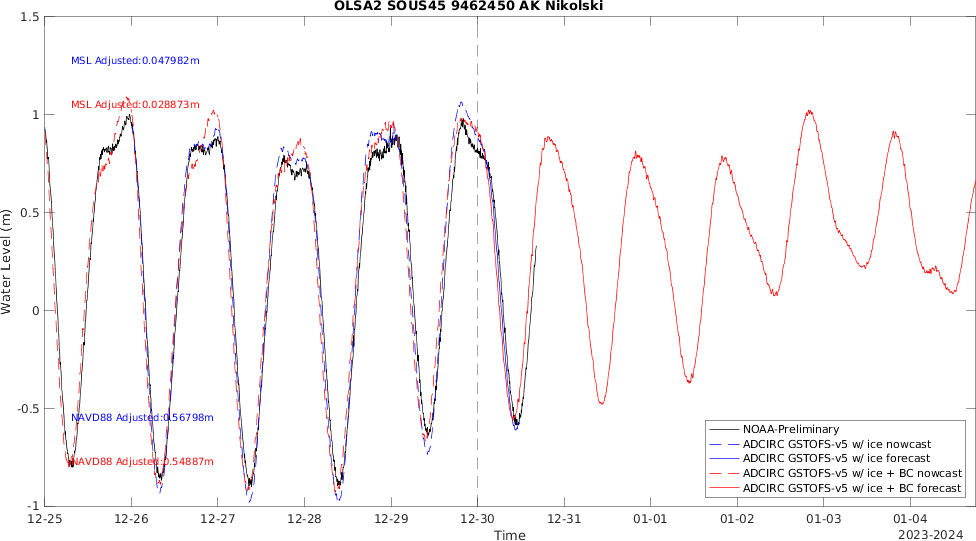 OLSA2 SOUS45 9462450 AK Nikolski
1.5
MSL Adjusted:0.047982m
MSL Adjusted:0.028873m
1
0.5
Water Level (m)
0
-0.5
NAVD88 Adjusted:0.56798m
NAVD88 Adjusted:0.54887m
-1
NOAA-Preliminary
ADCIRC GSTOFS-v5 w/ ice nowcast
ADCIRC GSTOFS-v5 w/ ice forecast
ADCIRC GSTOFS-v5 w/ ice + BC nowcast
ADCIRC GSTOFS-v5 w/ ice + BC forecast
12-25 12-26 12-27 12-28 12-29 12-30 12-31 01-01 01-02 01-03 01-04
Time
2023-2024